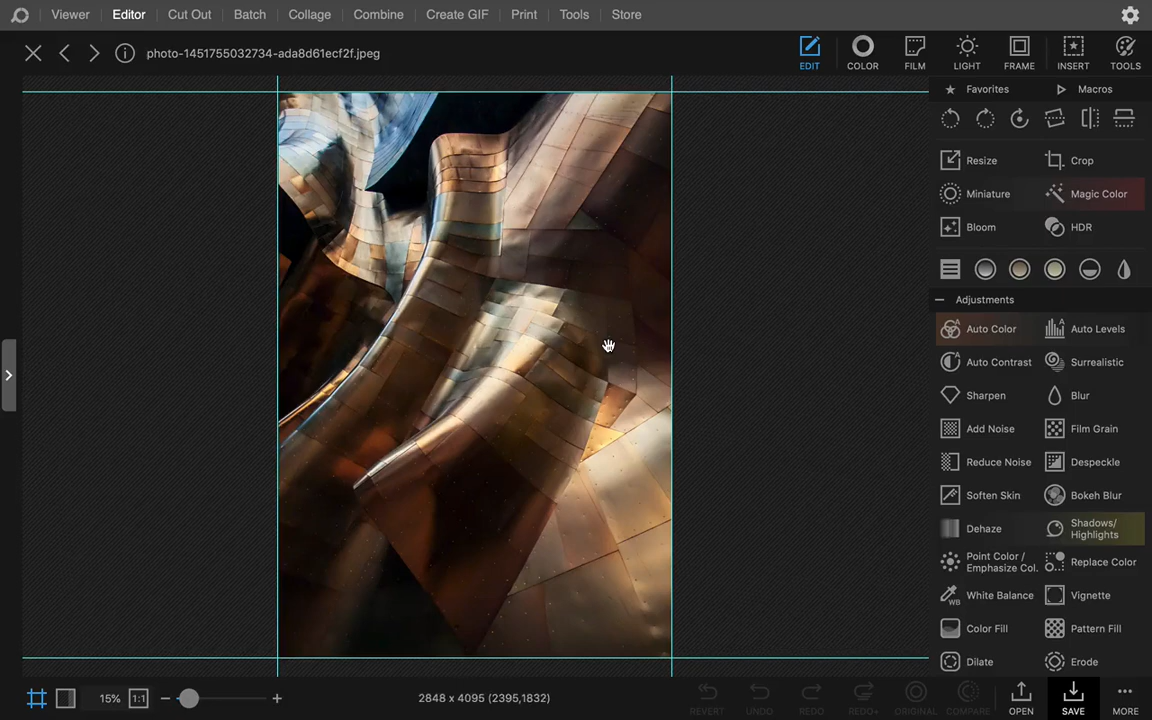 Viewer Editor Cut Out Batch Collage Combine Create GIF Print Tools Store
photo-1451755032734-ada8d61ecf2f.jpeg
EDIT COLOR FILM LIGHT FRAME INSERT TOOLS
Favorites Macros
Resize Crop
Miniature Magic Color
Bloom HDR
Adjustments
Auto Color Auto Levels
Auto Contrast Surrealistic
Sharpen Blur
Add Noise Film Grain
Reduce Noise Despeckle
Soften Skin Bokeh Blur
Dehaze Shadows/
Highlights
Point Color /
Emphasize Col. Replace Color
White Balance Vignette
Color Fill Pattern Fill
Dilate Erode
15% 1:1 2848 x 4095 (2395,1832) REVERT UNDO REDO REDO+ ORIGINAL COMPARE OPEN SAVE MORE